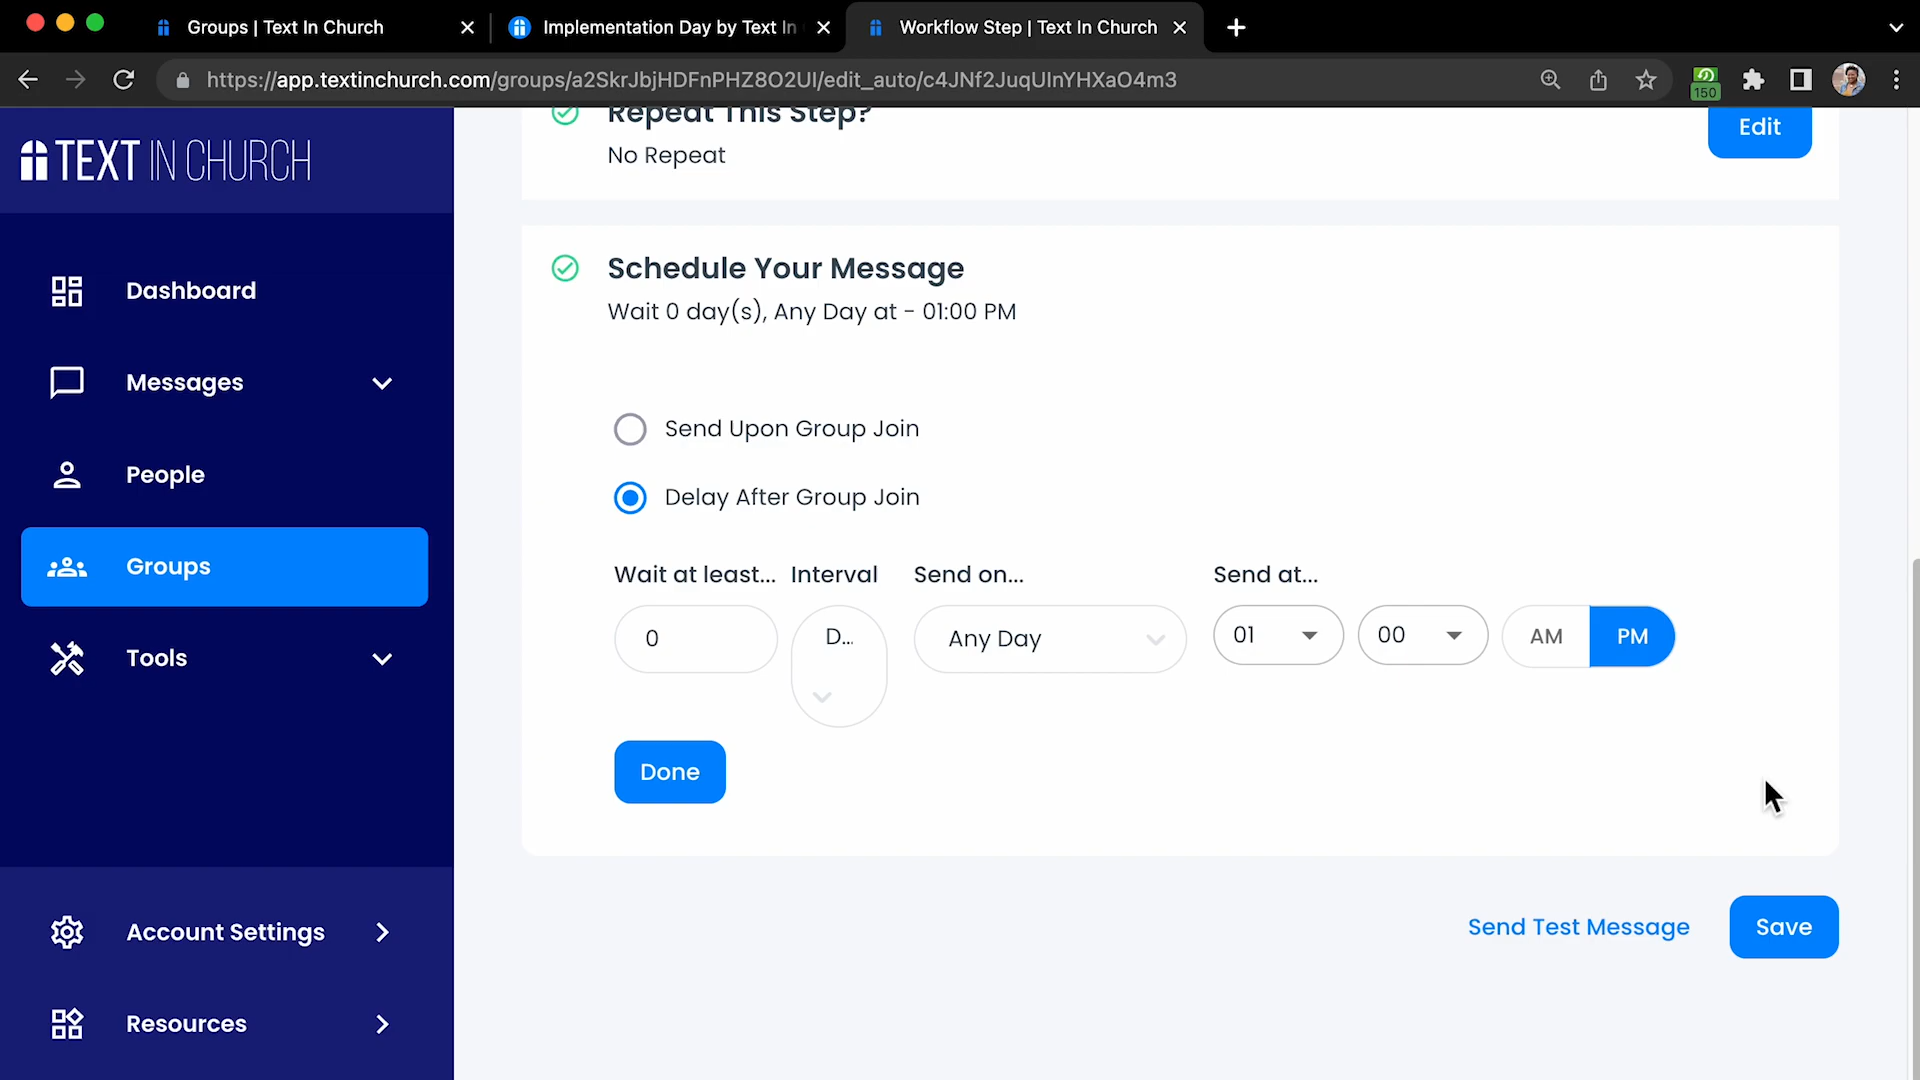 Groups | Text In Church
Implementation Day by Text In
Workflow Step | Text In Church
https://app.textinchurch.com/groups/a2SkrJbjHDFnPHZ8O2UI/edit_auto/c4JNf2JuqUInYHXaO4m3
150
TEXT IN CHURCH
Dashboard
Messages
People
Groups
Tools
Account Settings
Resources
Repeat This Step?
No Repeat
Edit
Schedule Your Message
Wait 0 day(s), Any Day at - 01:00 PM
Send Upon Group Join
Delay After Group Join
Wait at least... Interval Send on... Send at...
0 D... Any Day 01 00 AM PM
Done
Send Test Message Save